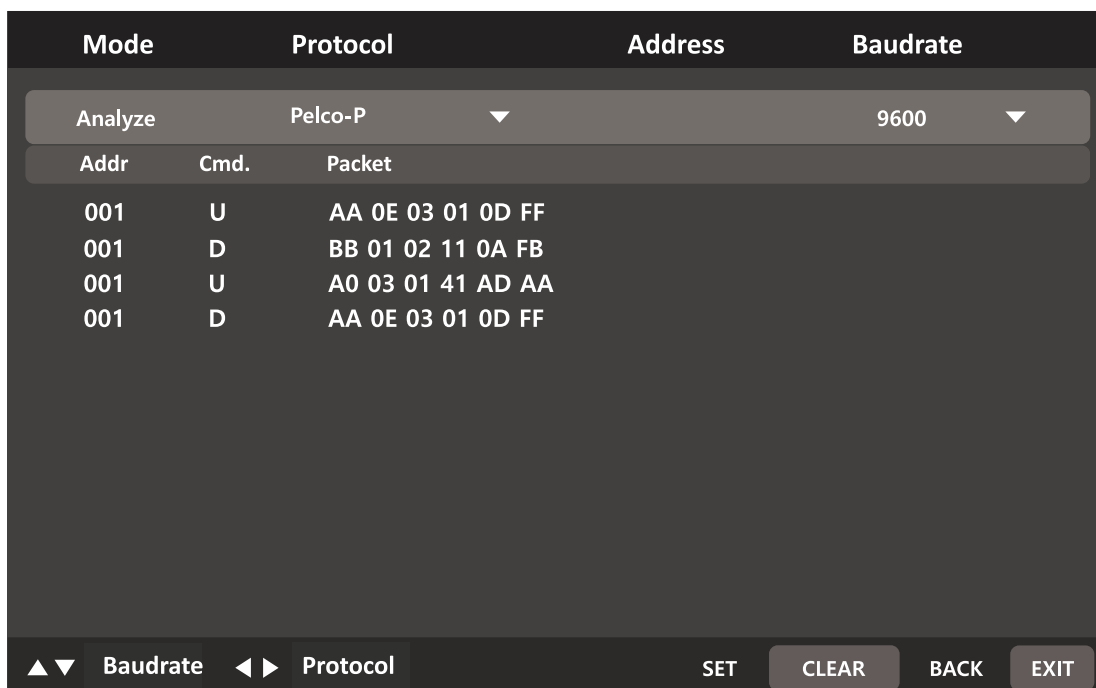 Mode Protocol Address Baudrate
Analyze Pelco-P 9600
Addr Cmd. Packet
001 U AA 0E 03 01 0D FF
001 D BB 01 02 11 0A FB
001 U A0 03 01 41 AD AA
001 D AA 0E 03 01 0D FF
Baudrate Protocol SET CLEAR BACK EXIT